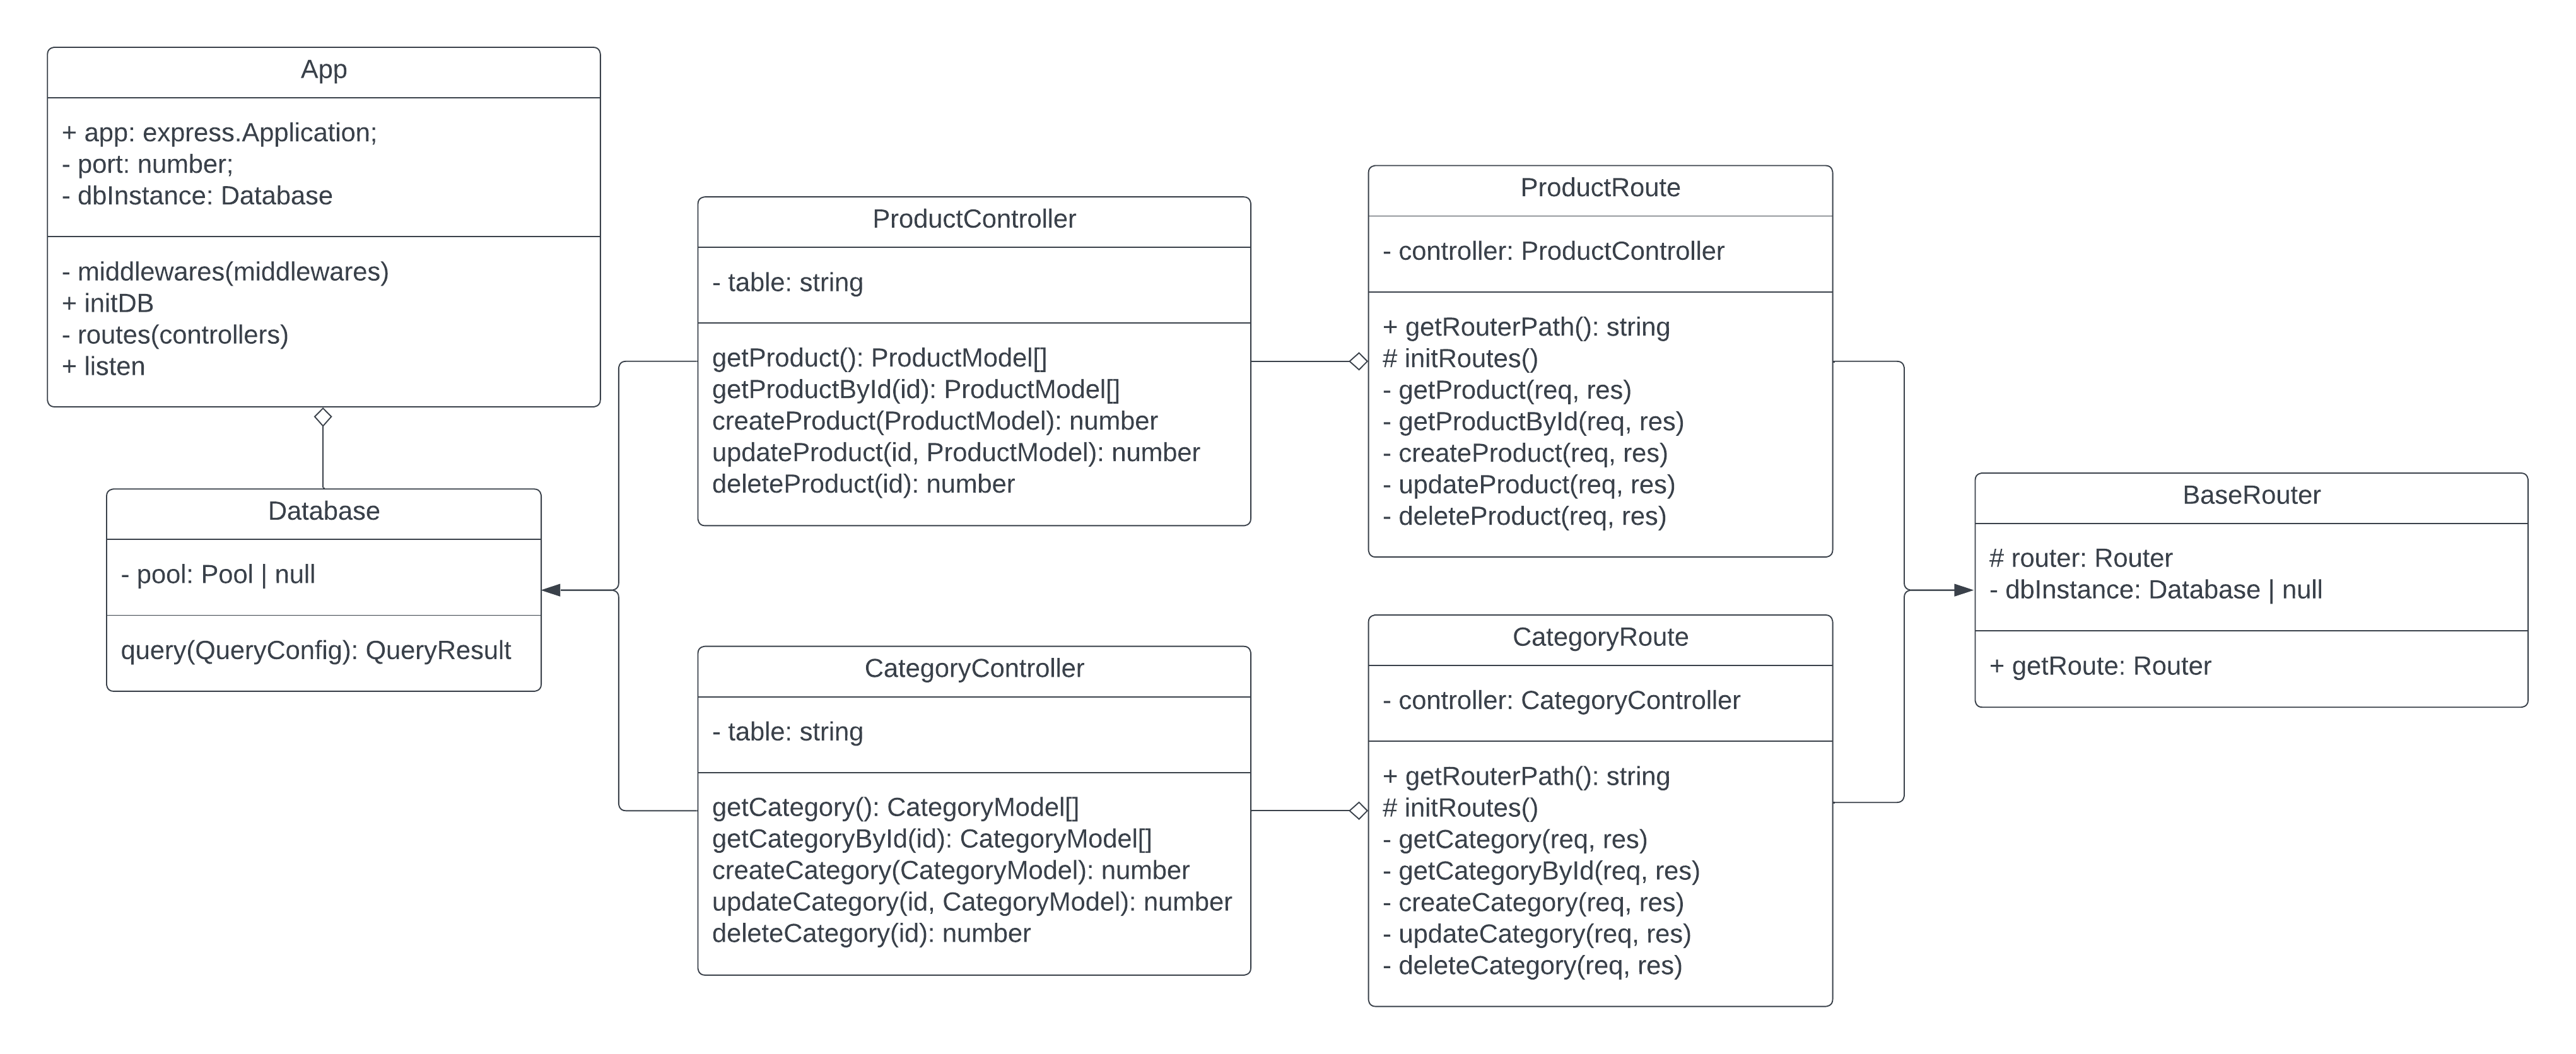 App
+ app: express.Application;
- port: number;
- dbInstance: Database
- middlewares(middlewares)
+ initDB
- routes(controllers)
+ listen
Database
- pool: Pool | null
query(QueryConfig): QueryResult
ProductController
- table: string
getProduct(): ProductModel[]
getProductById(id): ProductModel[]
createProduct(ProductModel): number
updateProduct(id, ProductModel): number
deleteProduct(id): number
CategoryController
- table: string
getCategory(): CategoryModel[]
getCategoryById(id): CategoryModel[]
createCategory(CategoryModel): number
updateCategory(id, CategoryModel): number
deleteCategory(id): number
ProductRoute
- controller: ProductController
+ getRouterPath(): string
# initRoutes()
- getProduct(req, res)
- getProductById(req, res)
- createProduct(req, res)
- updateProduct(req, res)
- deleteProduct(req, res)
CategoryRoute
- controller: CategoryController
+ getRouterPath(): string
# initRoutes()
- getCategory(req, res)
- getCategoryById(req, res)
- createCategory(req, res)
- updateCategory(req, res)
- deleteCategory(req, res)
BaseRouter
# router: Router
- dbInstance: Database | null
+ getRoute: Router